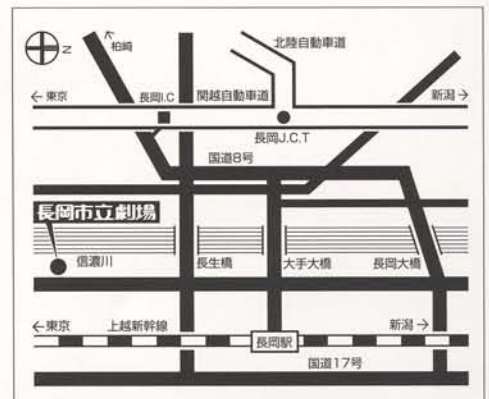 N
柏崎
北陸自動車道
←東京
長岡I.C
関越自動車道
新潟→
長岡J.C.T
国道8号
長岡市立劇場
信濃川
長生橋
大手大橋
長岡大橋
←東京
上越新幹線
新潟→
長岡駅
国道17号